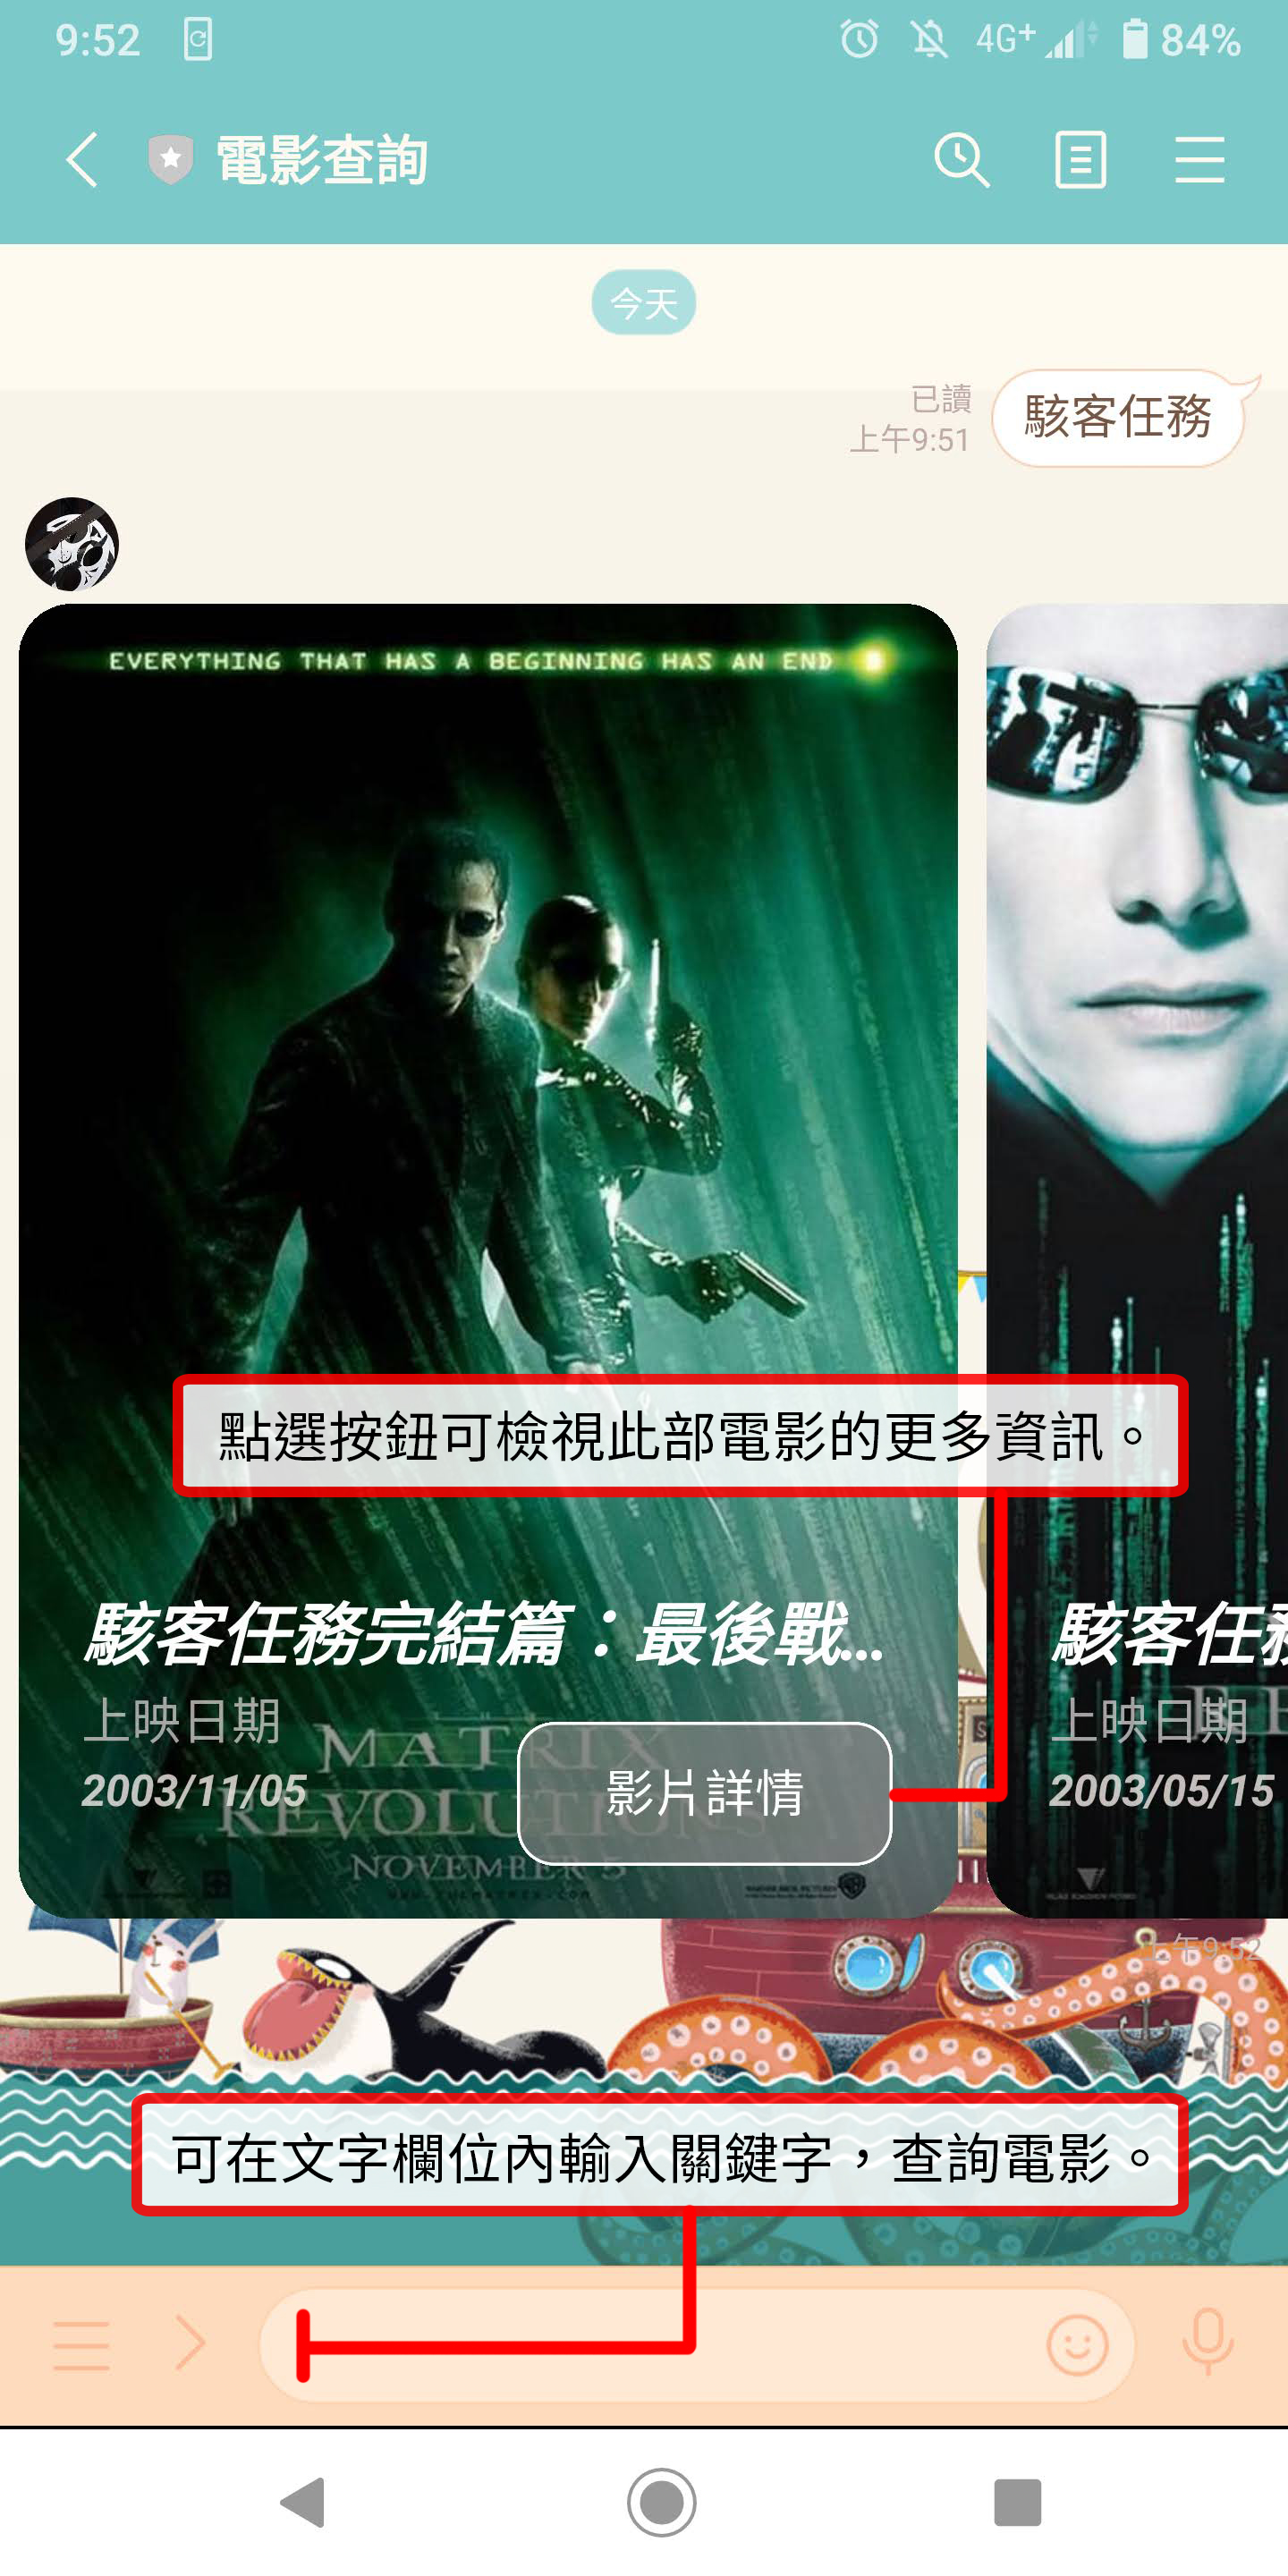 9:52
4G+
84%
電影查詢
今天
已讀
上午9:51
駭客任務
EVERYTHING THAT HAS A BEGINNING HAS AN END
點選按鈕可檢視此部電影的更多資訊。
駭客任務完結篇：最後戰...
上映日期
2003/11/05
MATRIX
REVOLUTIONS
NOVEMBER 5
影片詳情
駭客任務
上映日期
2003/05/15
上午9:52
可在文字欄位內輸入關鍵字，查詢電影。